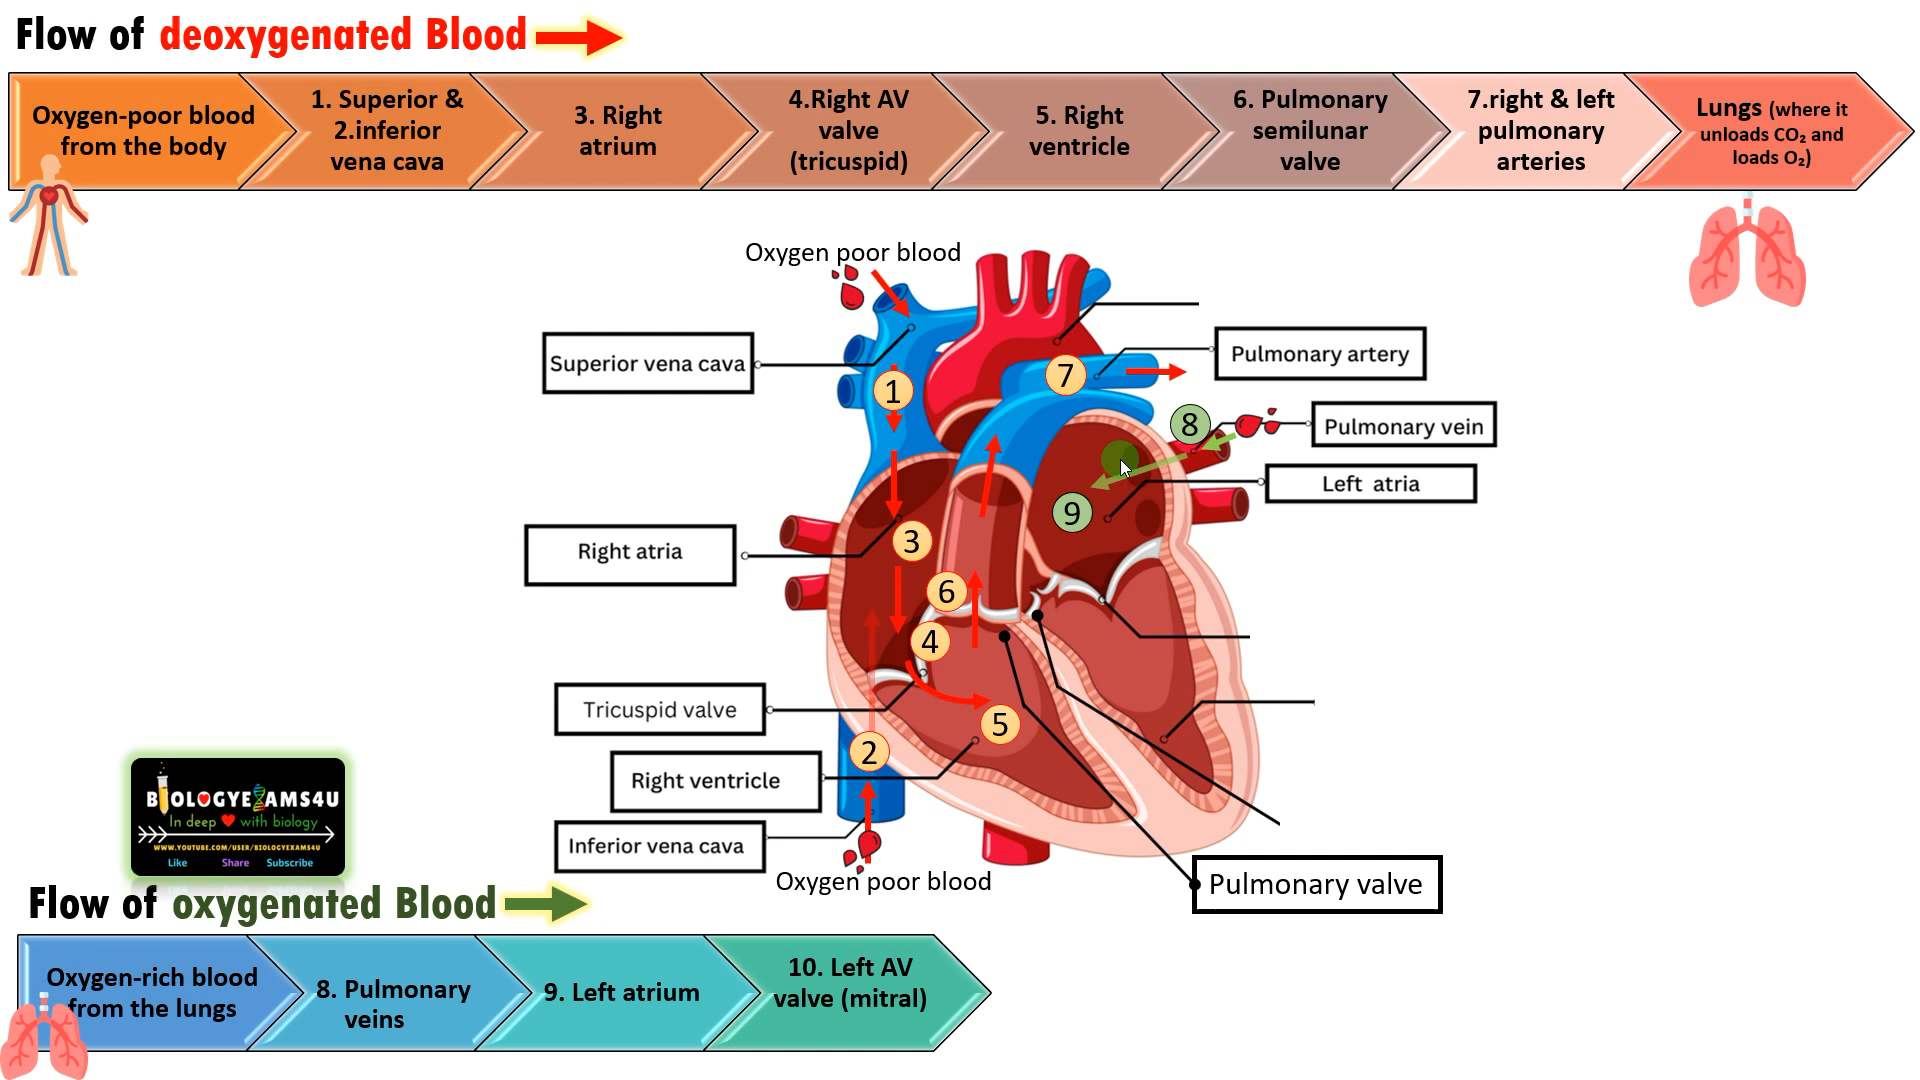 Flow of deoxygenated Blood
Oxygen-poor blood
from the body
1. Superior &
2.inferior
vena cava
3. Right
atrium
4.Right AV
valve
(tricuspid)
5. Right
ventricle
6. Pulmonary
semilunar
valve
7.right & left
pulmonary
arteries
Lungs (where it
unloads CO₂ and
loads O₂)
Oxygen poor blood
Superior vena cava
Pulmonary artery
7
1
8
Pulmonary vein
Left atria
9
3
Right atria
6
4
Tricuspid valve
5
2
Right ventricle
Inferior vena cava
Oxygen poor blood
Pulmonary valve
BIOLOGYEXAMS4U
In deep with biology
WWW.YOUTUBE.COM/USER/BIOLOGYEXAMS4U
Like Share Subscribe
Flow of oxygenated Blood
Oxygen-rich blood
from the lungs
8. Pulmonary
veins
9. Left atrium
10. Left AV
valve (mitral)